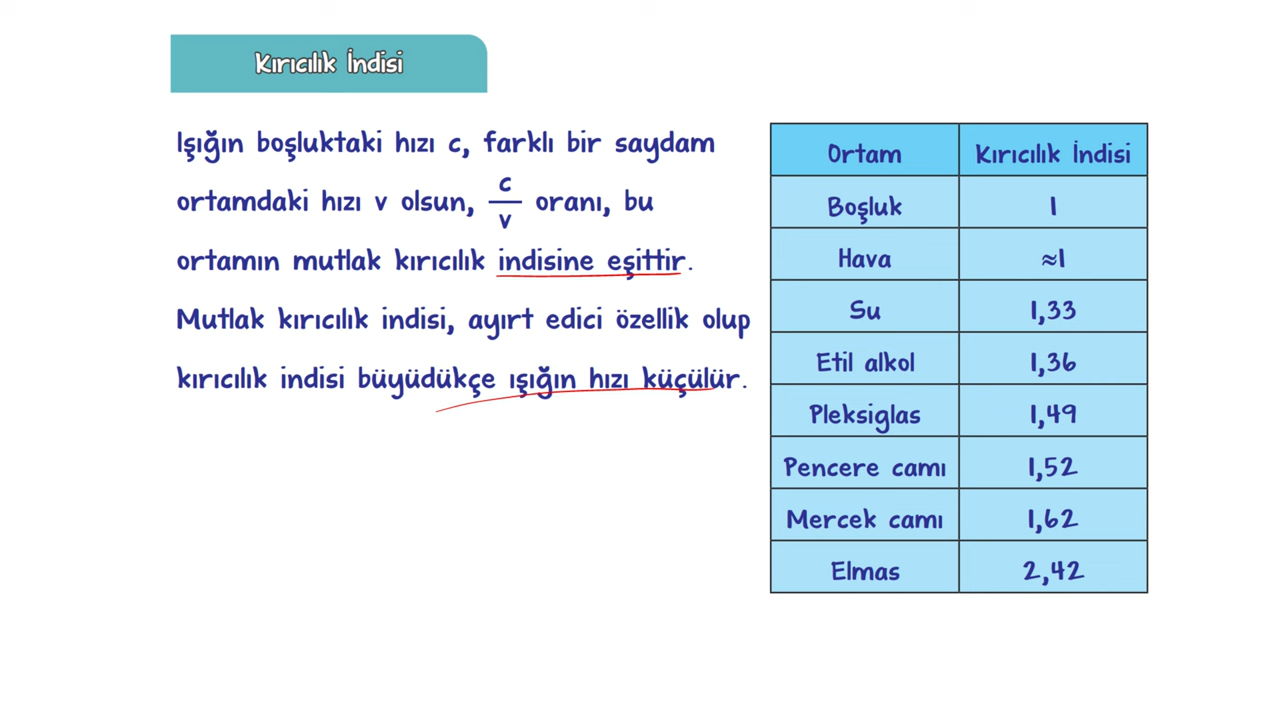 Kırıcılık İndisi
Işığın boşluktaki hızı c, farklı bir saydam
ortamdaki hızı v olsun, c/v oranı, bu
ortamın mutlak kırıcılık indisine eşittir.
Mutlak kırıcılık indisi, ayırt edici özellik olup
kırıcılık indisi büyüdükçe ışığın hızı küçülür.
Ortam Kırıcılık İndisi
Boşluk 1
Hava ≈1
Su 1,33
Etil alkol 1,36
Pleksiglas 1,49
Pencere camı 1,52
Mercek camı 1,62
Elmas 2,42